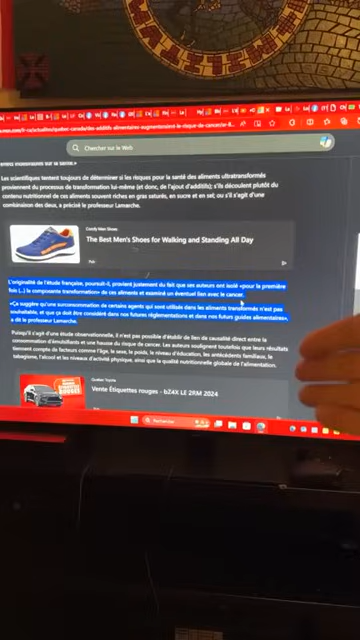 Chercher sur le Web
Les scientifiques tentent toujours de déterminer si les risques pour la santé des aliments ultratransformés
proviennent du processus de transformation lui-même (et donc, de l'ajout d'additifs); s'ils découlent plutôt du
contenu nutritionnel de ces aliments souvent riches en gras saturés, en sucre et en sel; ou s'il s'agit d'une
combinaison des deux, a précisé le professeur Lamarche.
Comfy Men Shoes
The Best Men's Shoes for Walking and Standing All Day
Pub
L'originalité de l'étude française, poursuit-il, provient justement du fait que ses auteurs ont isolé «pour la première
fois (...) la composante transformation» de ces aliments et examiné un éventuel lien avec le cancer.
«Ça suggère qu'une surconsommation de certains agents qui sont utilisés dans les aliments transformés n'est pas
souhaitable, et que ça doit être considéré dans nos futures réglementations et dans nos futurs guides alimentaires»,
a dit le professeur Lamarche.
Puisqu'il s'agit d'une étude observationnelle, il n'est pas possible d'établir de lien de causalité direct entre la
consommation d'émulsifiants et une hausse du risque de cancer. Les auteurs soulignent toutefois que leurs résultats
tiennent compte de facteurs comme l'âge, le sexe, le poids, le niveau d'éducation, les antécédents familiaux, le
tabagisme, l'alcool et les niveaux d'activité physique, ainsi que la qualité nutritionnelle globale de l'alimentation.
Québec Toyota
Vente Étiquettes rouges - bZ4X LE 2RM 2024
Recherche